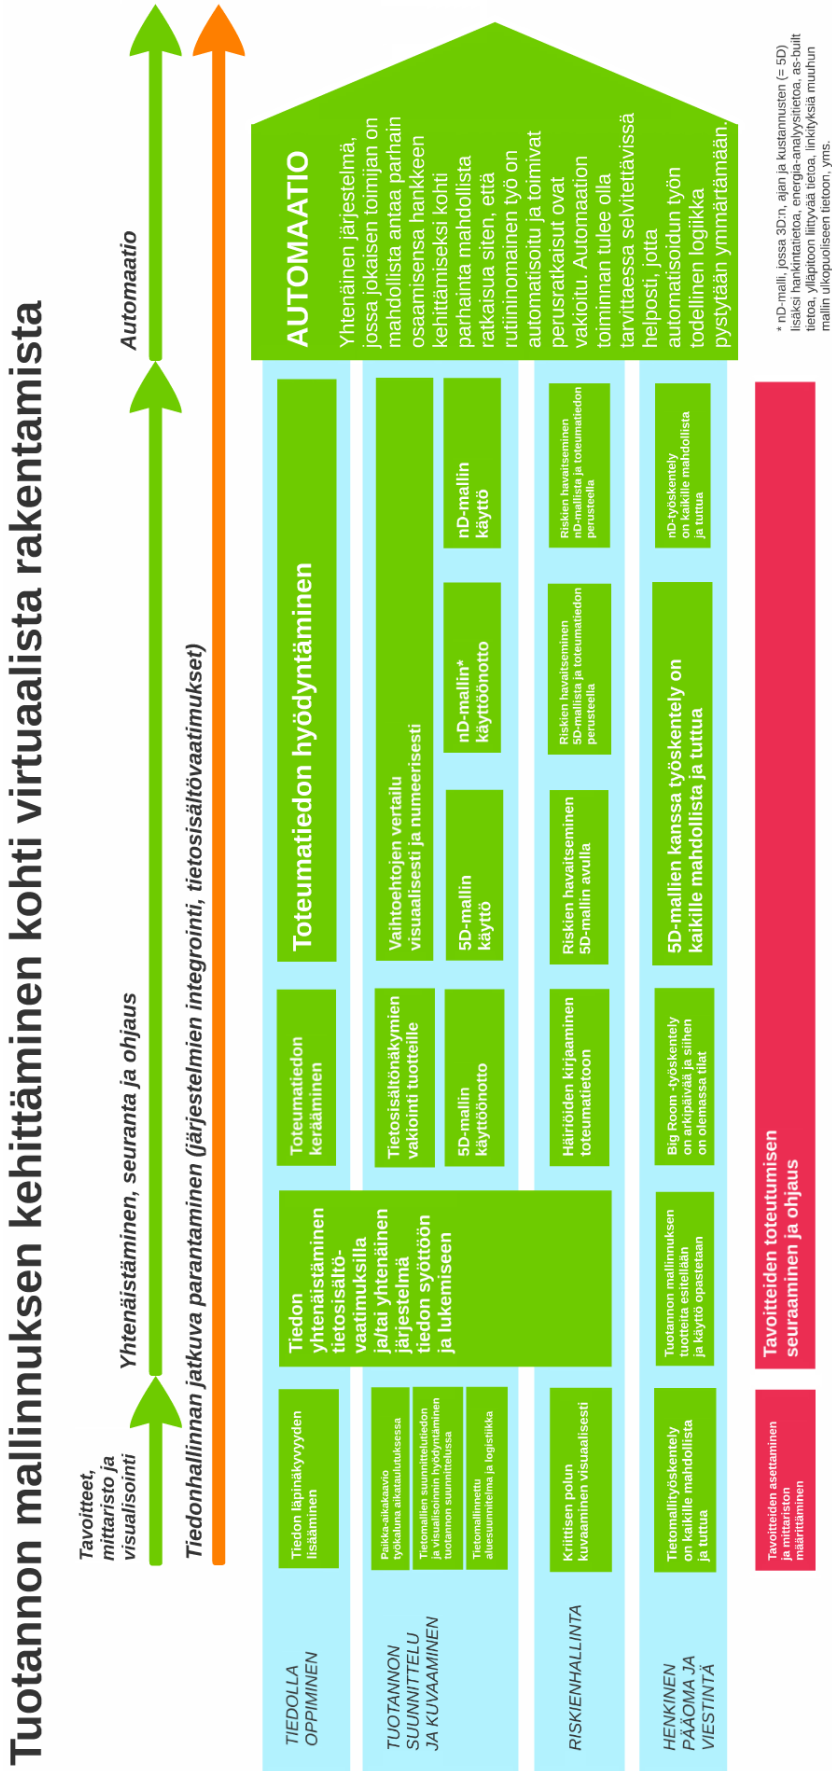 Tuotannon mallinnuksen kehittäminen kohti virtuaalista rakentamista
Tavoitteet,
mittaristo ja
visualisointi
Yhtenäistäminen, seuranta ja ohjaus
Automaatio
Tiedonhallinnan jatkuva parantaminen (järjestelmien integrointi, tietosisältövaatimukset)
TIEDOLLA
OPPIMINEN
Tiedon läpinäkyvyyden
lisääminen
Tiedon
yhtenäistäminen
tietosisältö-
vaatimuksilla
ja/tai yhtenäinen
järjestelmä
tiedon syöttöön
ja lukemiseen
Toteumatiedon
kerääminen
Toteumatiedon hyödyntäminen
TUOTANNON
SUUNNITTELU
JA KUVAAMINEN
Paikka-aikakaavio
työkaluna aikataulutuksessa
Tietomallien suunnittelutiedon
ja visualisoinnin hyödyntäminen
tuotannon suunnittelussa
Tietomallinnettu
aluesuunnitelma ja logistiikka
Tietosisältönäkymien
vakiointi tuotteille
5D-mallin
käyttöönotto
Vaihtoehtojen vertailu
visuaalisesti ja numeerisesti
5D-mallin
käyttö
nD-mallin*
käyttöönotto
nD-mallin
käyttö
RISKIENHALLINTA
Kriittisen polun
kuvaaminen visuaalisesti
Häiriöiden kirjaaminen
toteumatietoon
Riskien havaitseminen
5D-mallin avulla
Riskien havaitseminen
5D-mallista ja toteumatiedon
perusteella
Riskien havaitseminen
nD-mallista ja toteumatiedon
perusteella
HENKINEN
PÄÄOMA JA
VIESTINTÄ
Tietomallityöskentely
on kaikille mahdollista
ja tuttua
Tuotannon mallinnuksen
tuotteita esitellään
ja käyttö opastetaan
Big Room -työskentely
on arkipäivää ja siihen
on olemassa tilat
5D-mallien kanssa työskentely on
kaikille mahdollista ja tuttua
nD-työskentely
on kaikille mahdollista
ja tuttua
AUTOMAATIO
Yhtenäinen järjestelmä,
jossa jokaisen toimijan on
mahdollista antaa parhain
osaamisensa hankkeen
kehittämiseksi kohti
parhainta mahdollista
ratkaisua siten, että
rutiininomainen työ on
automatisoitu ja toimivat
perusratkaisut ovat
vakioitu. Automaation
toiminnan tulee olla
tarvittaessa selvitettävissä
helposti, jotta
automatisoidun työn
todellinen logiikka
pystytään ymmärtämään.
Tavoitteiden asettaminen
ja mittariston
määrittäminen
Tavoitteiden toteutumisen
seuraaminen ja ohjaus
* nD-malli, jossa 3D:n, ajan ja kustannusten (= 5D)
lisäksi hankintatietoa, energia-analyysitietoa, as-built
tietoa, ylläpitoon liittyvää tietoa, linkityksiä muuhun
mallin ulkopuoliseen tietoon, yms.